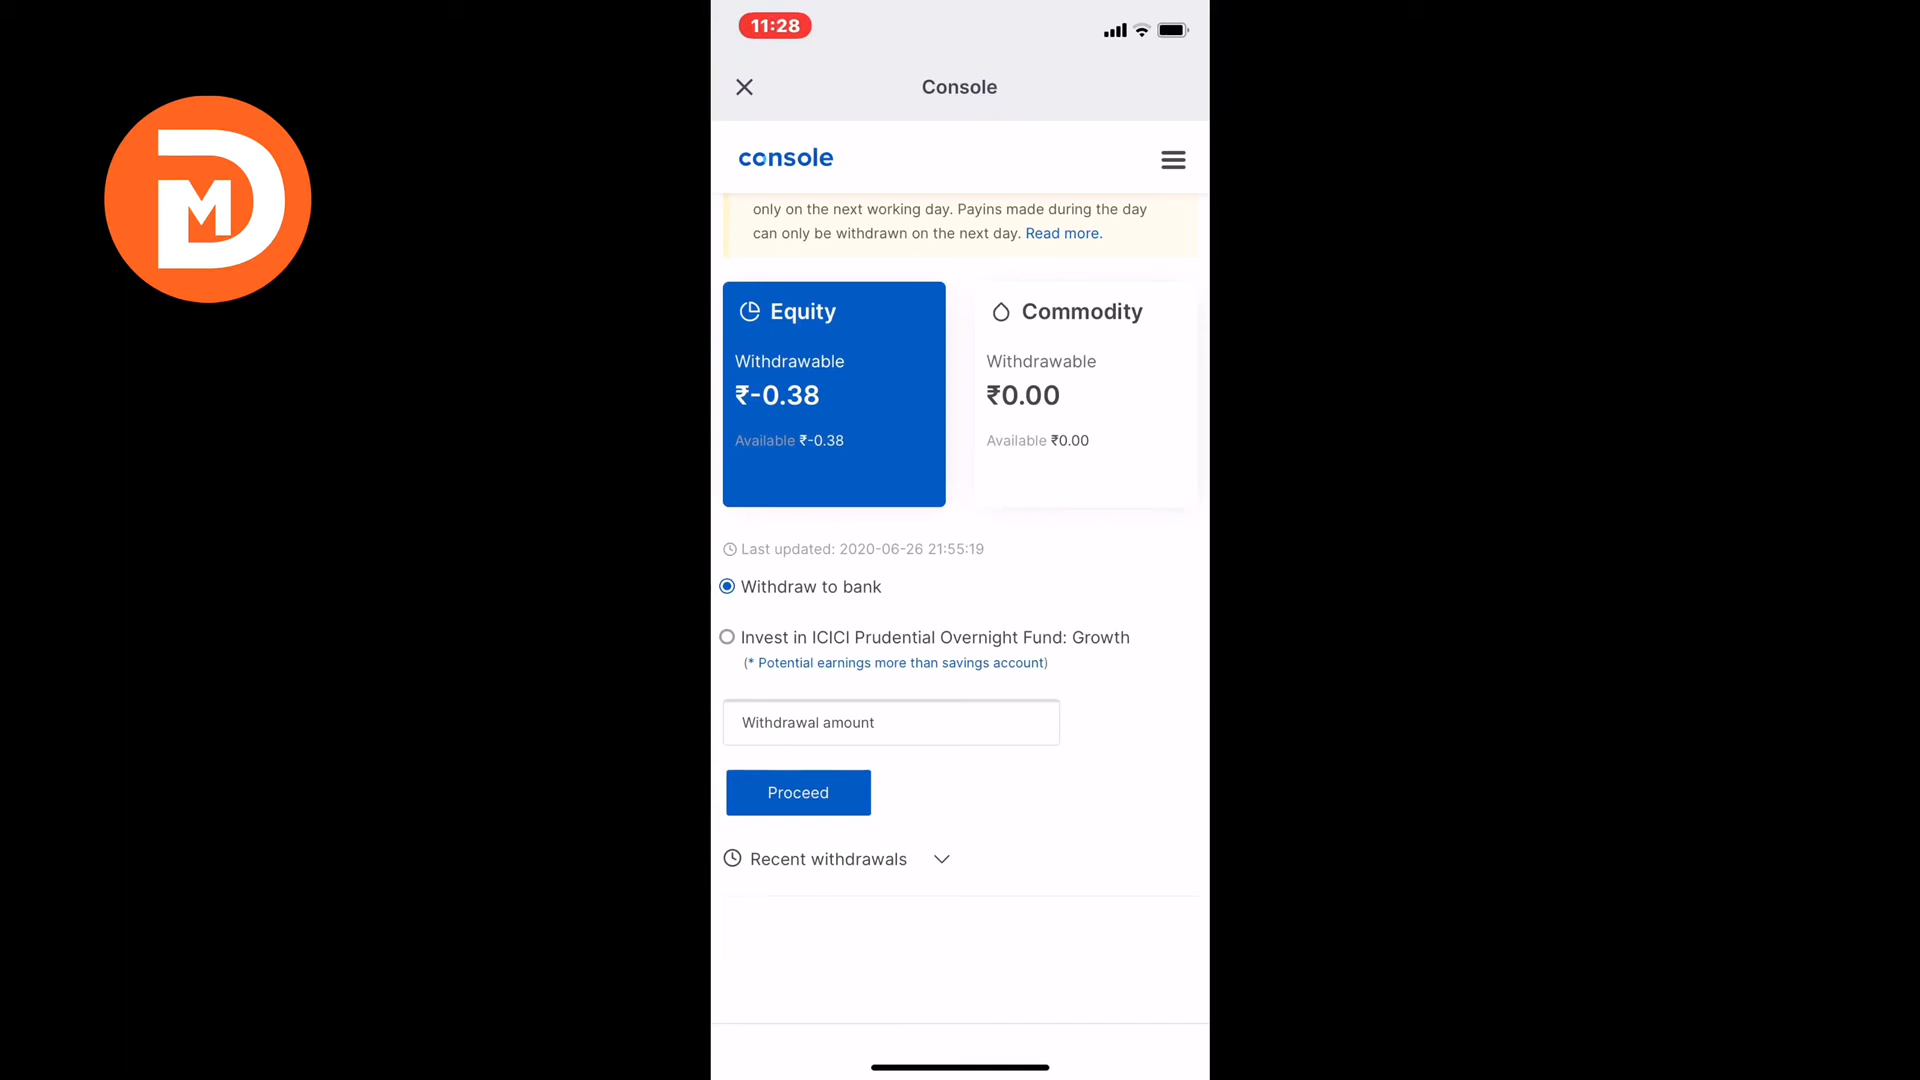 11:28
Console
console
only on the next working day. Payins made during the day
can only be withdrawn on the next day. Read more.
Equity
Withdrawable
₹-0.38
Available ₹-0.38
Commodity
Withdrawable
₹0.00
Available ₹0.00
Last updated: 2020-06-26 21:55:19
Withdraw to bank
Invest in ICICI Prudential Overnight Fund: Growth
(* Potential earnings more than savings account)
Withdrawal amount
Proceed
Recent withdrawals
DM